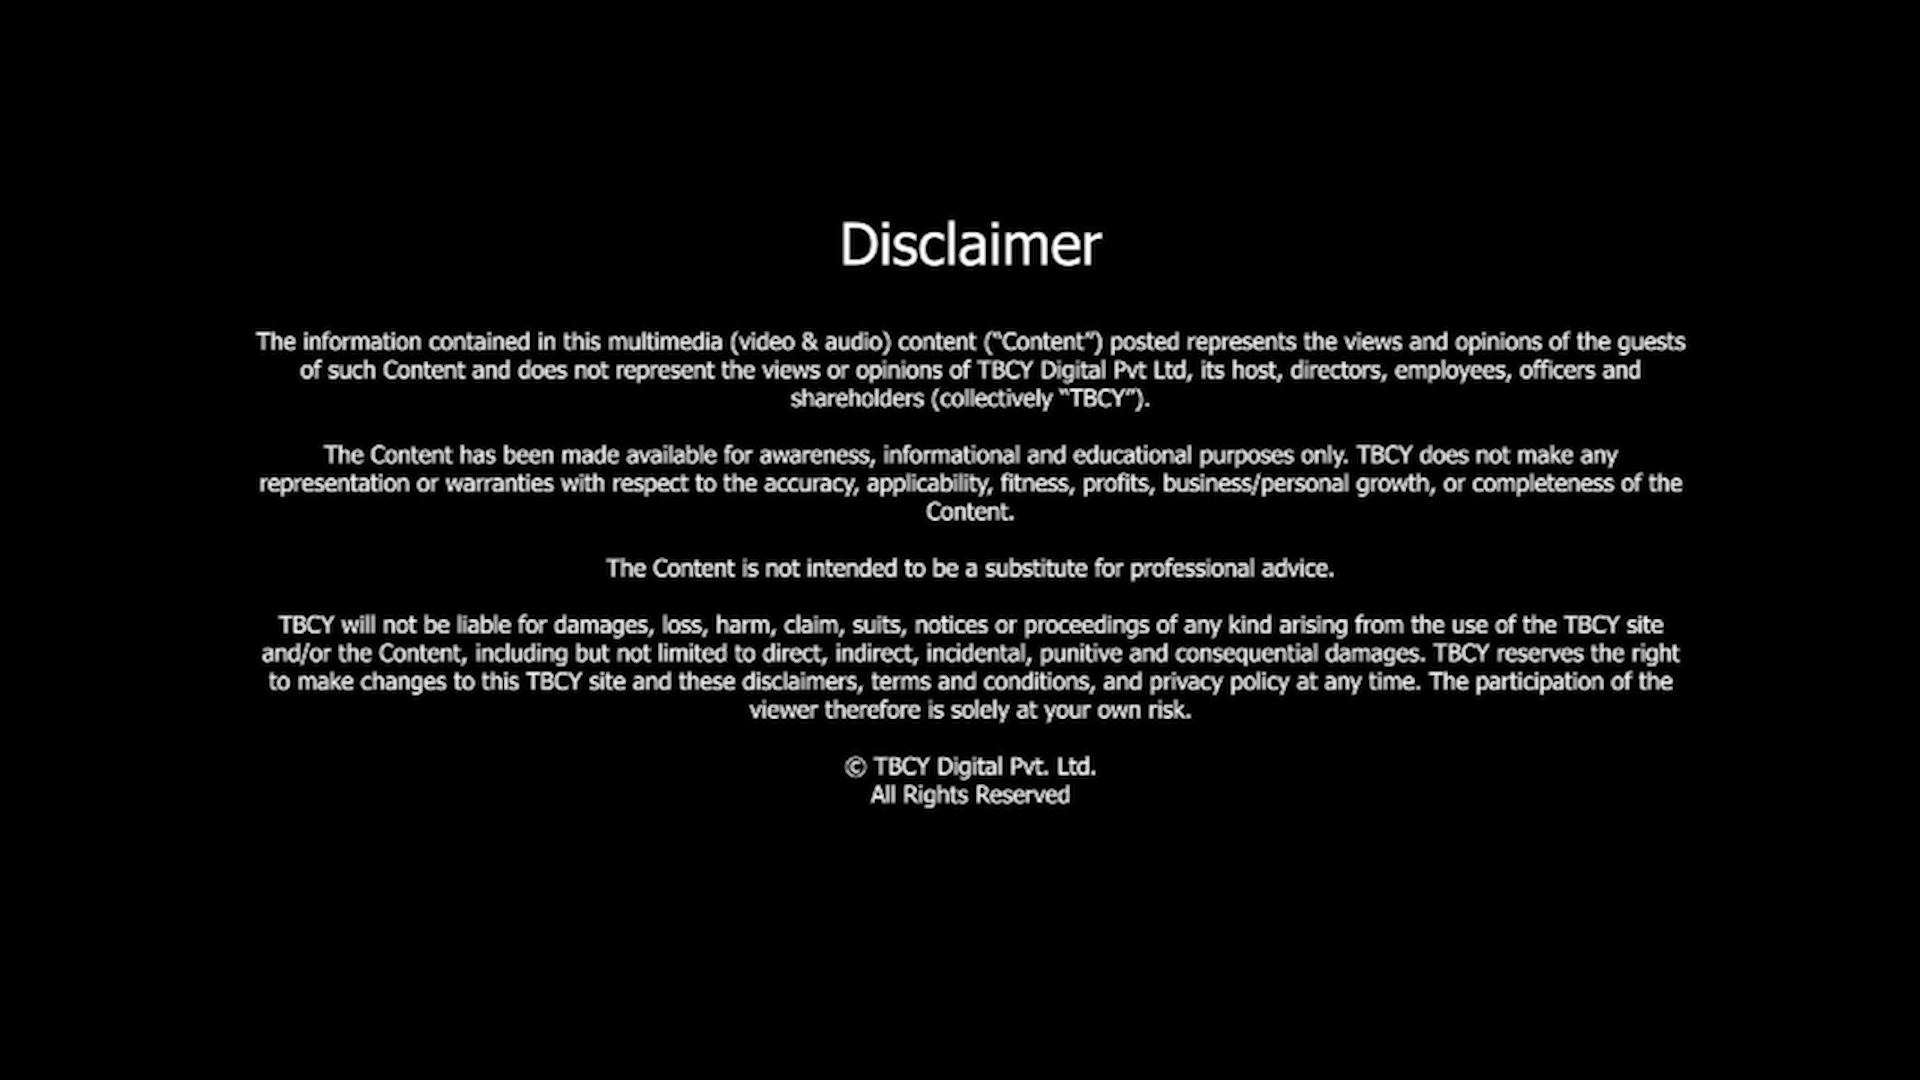 Disclaimer
The information contained in this multimedia (video & audio) content (“Content”) posted represents the views and opinions of the guests
of such Content and does not represent the views or opinions of TBCY Digital Pvt Ltd, its host, directors, employees, officers and
shareholders (collectively “TBCY”).
The Content has been made available for awareness, informational and educational purposes only. TBCY does not make any
representation or warranties with respect to the accuracy, applicability, fitness, profits, business/personal growth, or completeness of the
Content.
The Content is not intended to be a substitute for professional advice.
TBCY will not be liable for damages, loss, harm, claim, suits, notices or proceedings of any kind arising from the use of the TBCY site
and/or the Content, including but not limited to direct, indirect, incidental, punitive and consequential damages. TBCY reserves the right
to make changes to this TBCY site and these disclaimers, terms and conditions, and privacy policy at any time. The participation of the
viewer therefore is solely at your own risk.
© TBCY Digital Pvt. Ltd.
All Rights Reserved